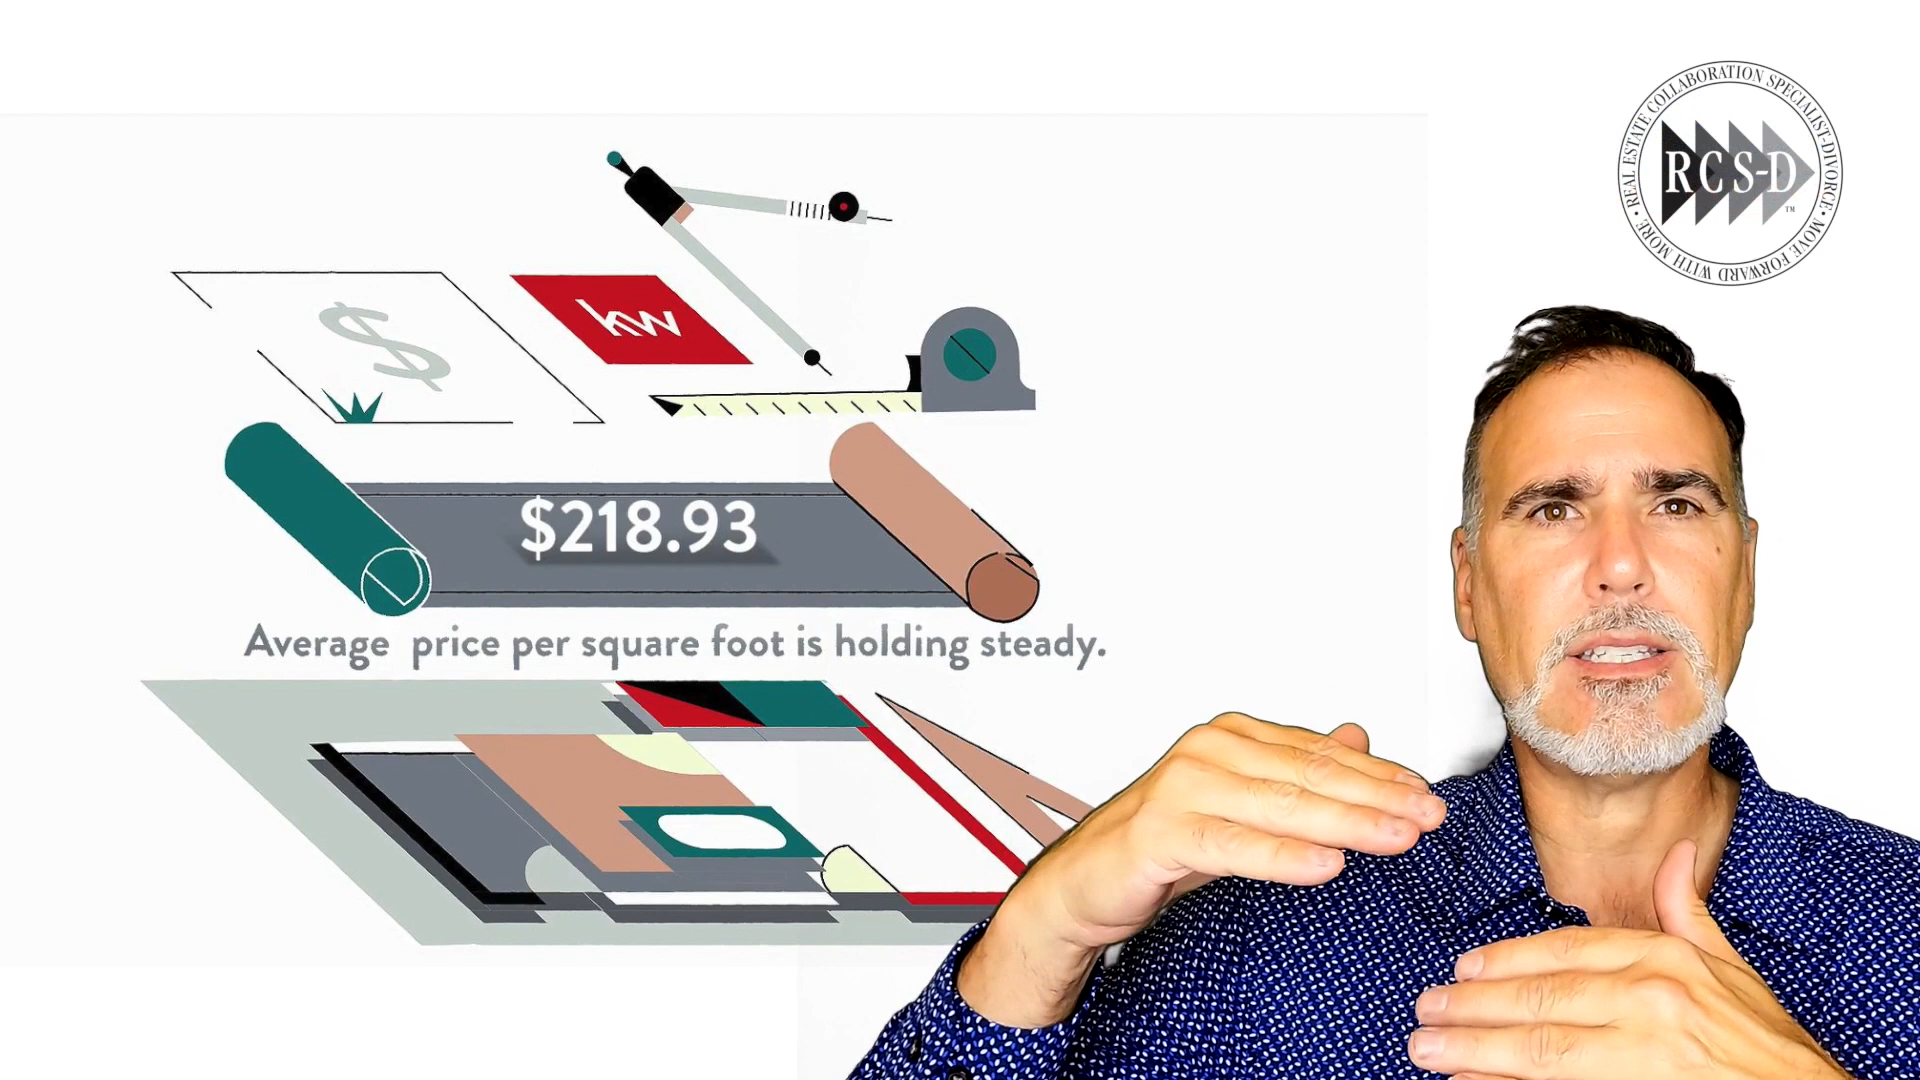 REAL ESTATE COLLABORATION SPECIALIST-DIVORCE • MOVE FORWARD WITH MORE •
RCS-D
TM
$
kw
$218.93
Average price per square foot is holding steady.